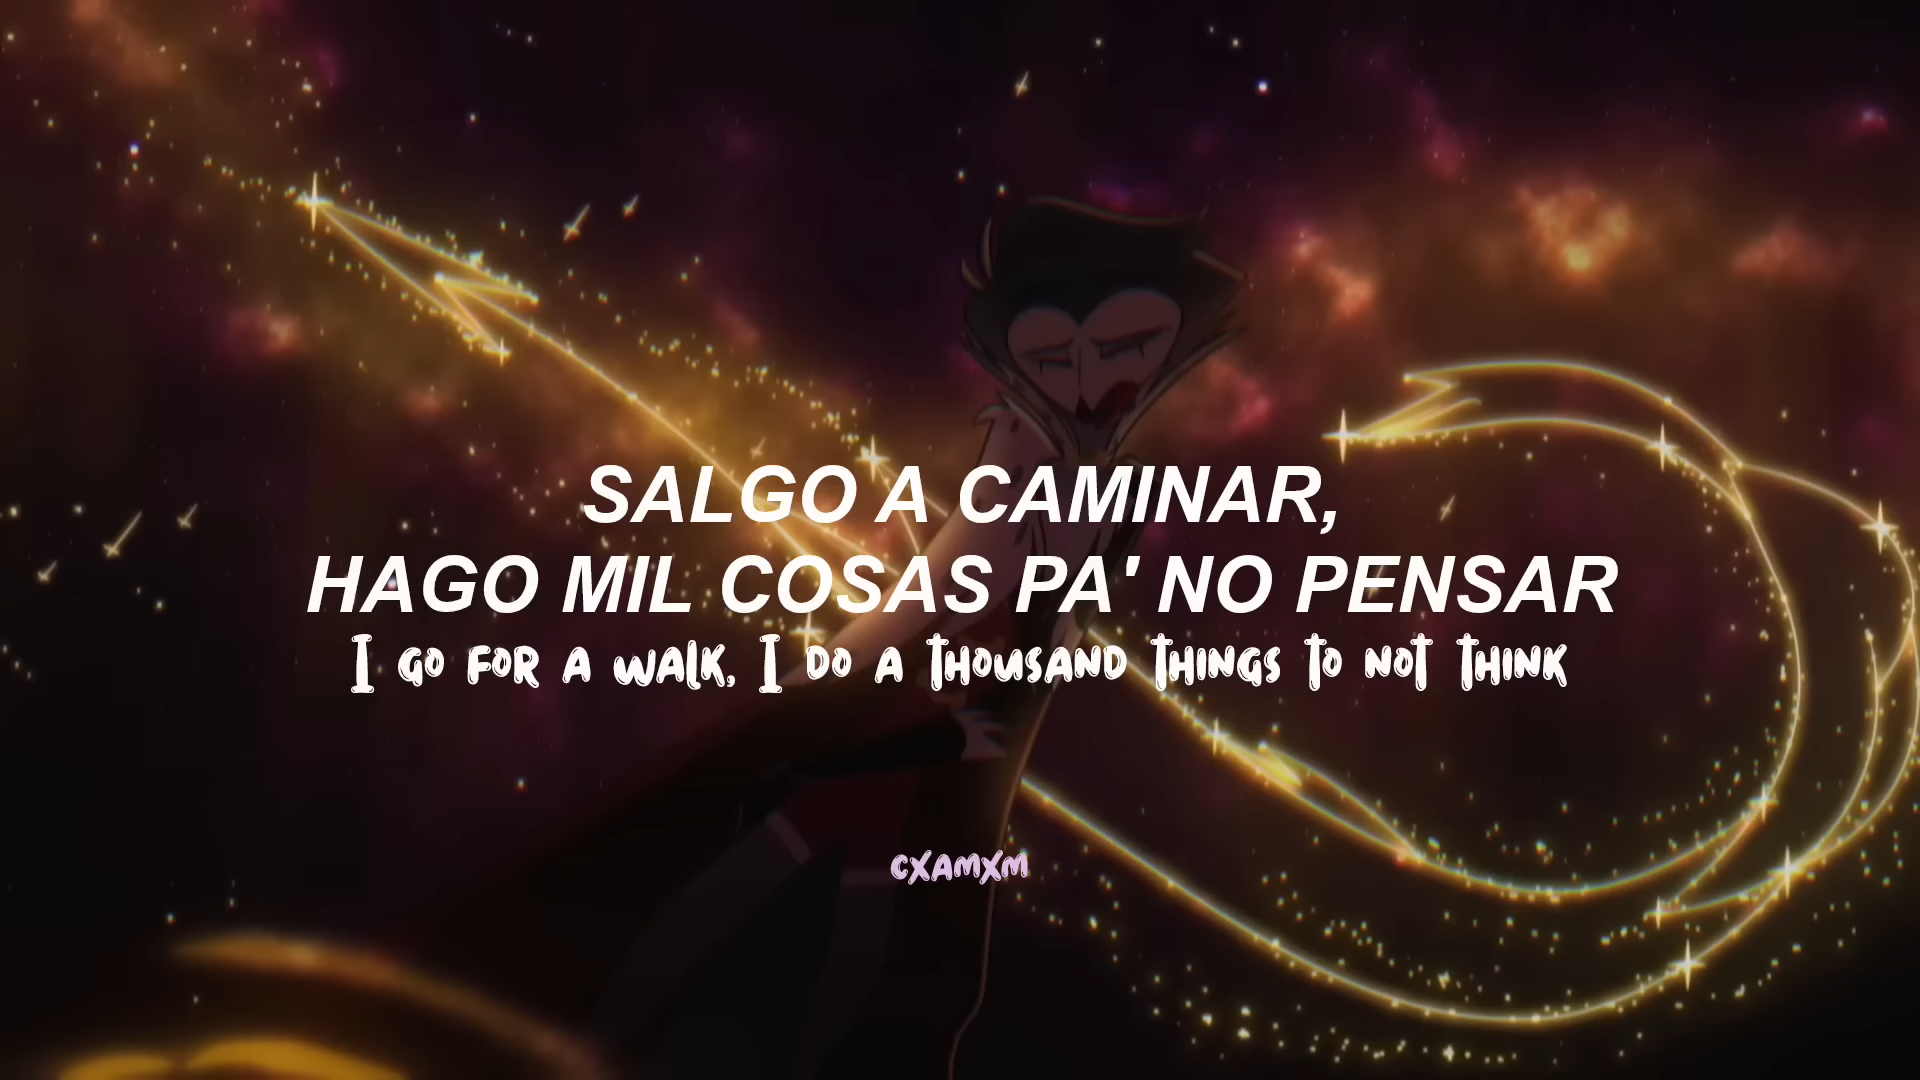 SALGO A CAMINAR,
HAGO MIL COSAS PA' NO PENSAR
I GO FOR A WALK, I DO A THOUSAND THINGS TO NOT THINK
CXAMXM